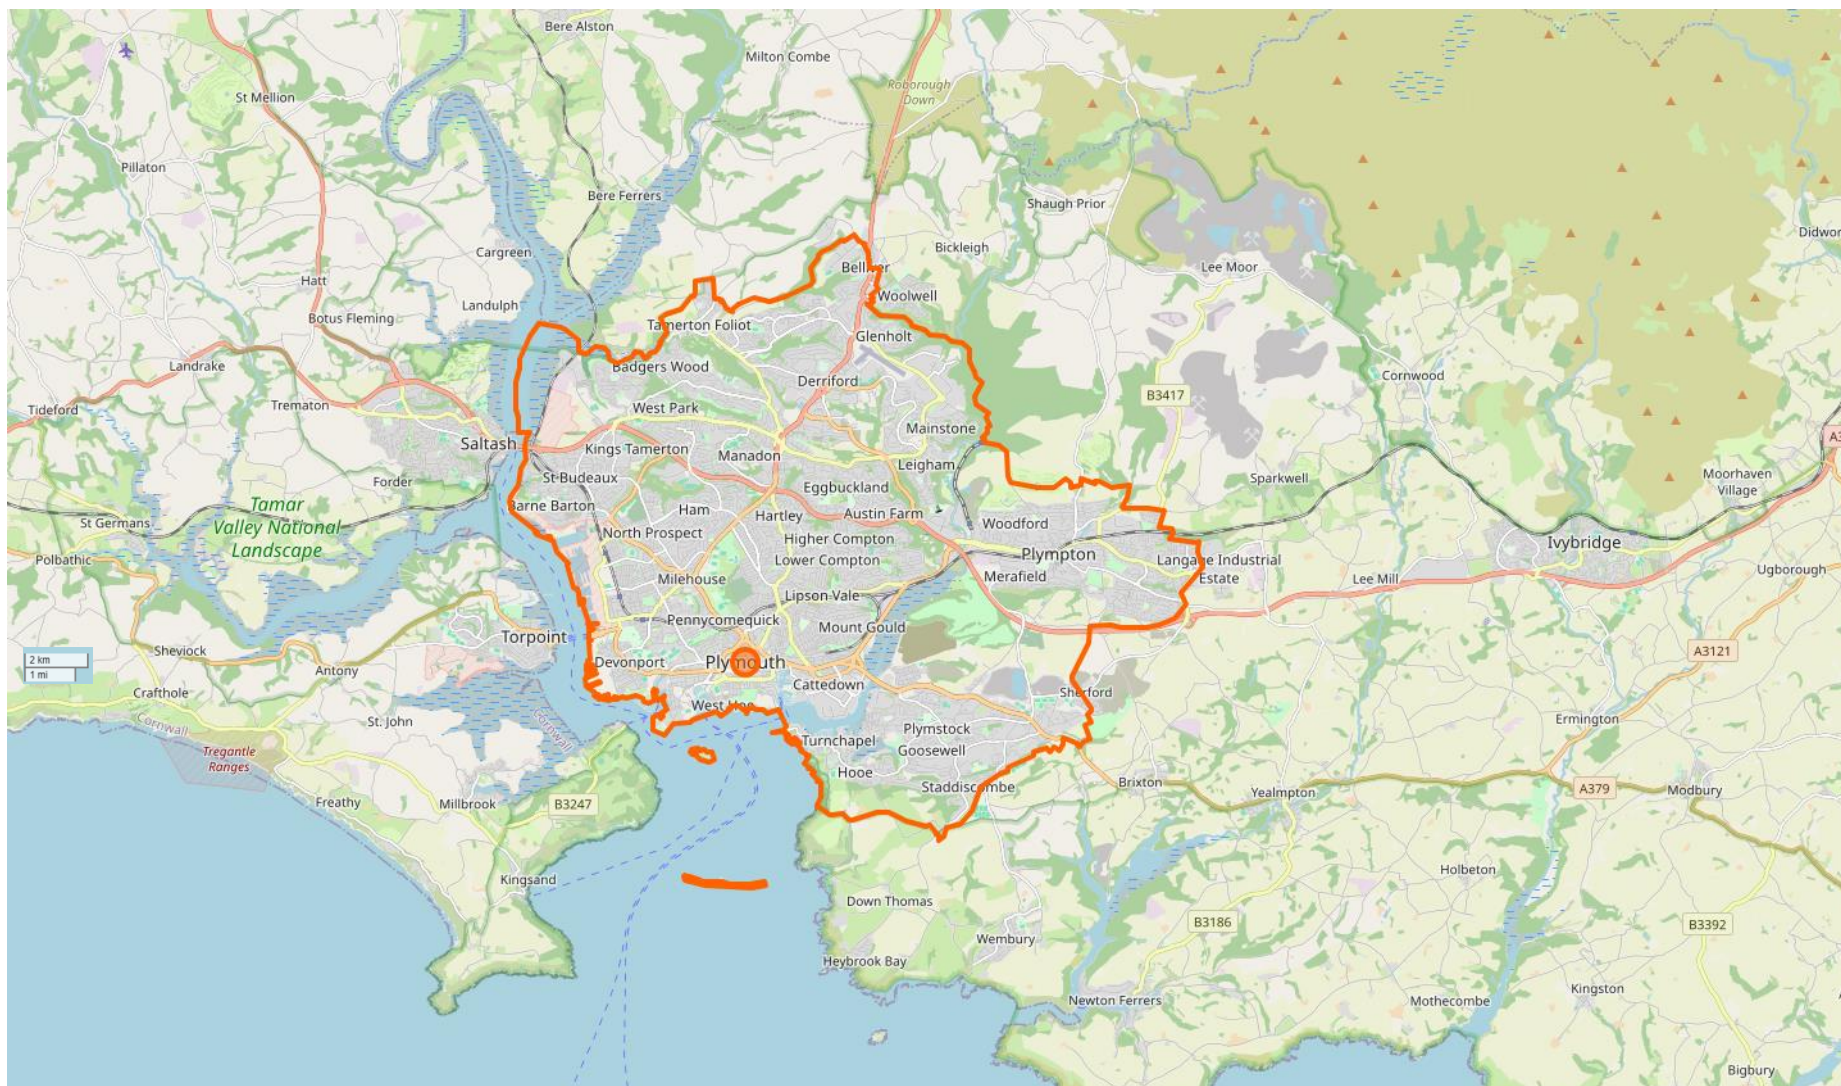 Bere Alston
Milton Combe
St Mellion
Roborough
Down
Pillaton
Bere Ferrers
Shaugh Prior
Didwor
Cargreen
Bickleigh
Lee Moor
Hatt
Landulph
Woolwell
Botus Fleming
Tamerton Foliot
Glenholt
Landrake
Badgers Wood
Derriford
Cornwood
B3417
Tideford
Trematon
West Park
Mainstone
Saltash
Kings Tamerton
Manadon
Leigham
St Budeaux
Eggbuckland
Sparkwell
Moorhaven
Village
Forder
Tamar
Valley National
Landscape
Barne Barton
Ham
Hartley
Austin Farm
Woodford
St Germans
North Prospect
Higher Compton
Plympton
Ivybridge
Polbathic
Lower Compton
Langage Industrial
Estate
Milehouse
Merafield
Lee Mill
Ugborough
Lipson Vale
Pennycomequick
Mount Gould
Torpoint
Sheviock
A3121
2 km
1 mi
Antony
Devonport
Plymouth
Crafthole
Cattedown
Sherford
Cornwall
St. John
Cornwall
West Hoe
Ermington
Plymstock
Tregantle
Ranges
Turnchapel
Goosewell
Hooe
Brixton
Staddiscombe
Yealmpton
A379
Modbury
Freathy
Millbrook
B3247
Holbeton
Kingsand
Down Thomas
B3186
B3392
Wembury
Heybrook Bay
Newton Ferrers
Mothecombe
Kingston
Bigbury